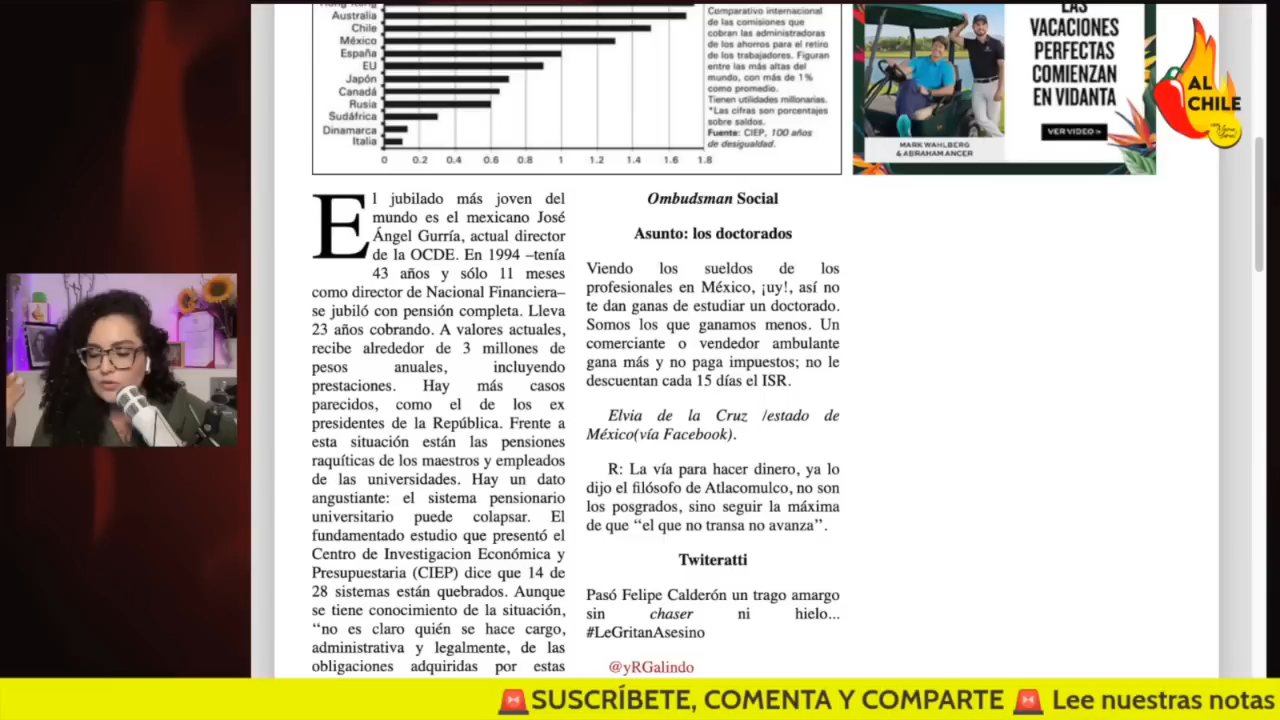 Australia
Chile
México
España
EU
Japón
Canadá
Rusia
Sudáfrica
Dinamarca
Italia
0 0.2 0.4 0.6 0.8 1 1.2 1.4 1.6 1.8
Comparativo internacional
de las comisiones que
cobran las administradoras
de los ahorros para el retiro
de los trabajadores. Figuran
entre las más altas del
mundo, con más de 1%
como promedio.
Tienen utilidades millonarias.
*Las cifras son porcentajes
sobre saldos.
Fuente: CIEP, 100 años
de desigualdad.
LAS
VACACIONES
PERFECTAS
COMIENZAN
EN VIDANTA
VER VIDEO >
MARK WAHLBERG
& ABRAHAM ANCER
AL
CHILE
El jubilado más joven del
mundo es el mexicano José
Ángel Gurría, actual director
de la OCDE. En 1994 –tenía
43 años y sólo 11 meses
como director de Nacional Financiera–
se jubiló con pensión completa. Lleva
23 años cobrando. A valores actuales,
recibe alrededor de 3 millones de
pesos anuales, incluyendo
prestaciones. Hay más casos
parecidos, como el de los ex
presidentes de la República. Frente a
esta situación están las pensiones
raquíticas de los maestros y empleados
de las universidades. Hay un dato
angustiante: el sistema pensionario
universitario puede colapsar. El
fundamentado estudio que presentó el
Centro de Investigacion Económica y
Presupuestaria (CIEP) dice que 14 de
28 sistemas están quebrados. Aunque
se tiene conocimiento de la situación,
“no es claro quién se hace cargo,
administrativa y legalmente, de las
obligaciones adquiridas por estas
Ombudsman Social
Asunto: los doctorados
Viendo los sueldos de los
profesionales en México, ¡uy!, así no
te dan ganas de estudiar un doctorado.
Somos los que ganamos menos. Un
comerciante o vendedor ambulante
gana más y no paga impuestos; no le
descuentan cada 15 días el ISR.
Elvia de la Cruz /estado de
México(vía Facebook).
R: La vía para hacer dinero, ya lo
dijo el filósofo de Atlacomulco, no son
los posgrados, sino seguir la máxima
de que “el que no transa no avanza”.
Twiteratti
Pasó Felipe Calderón un trago amargo
sin chaser ni hielo...
#LeGritanAsesino
@yRGalindo
SUSCRÍBETE, COMENTA Y COMPARTE Lee nuestras notas